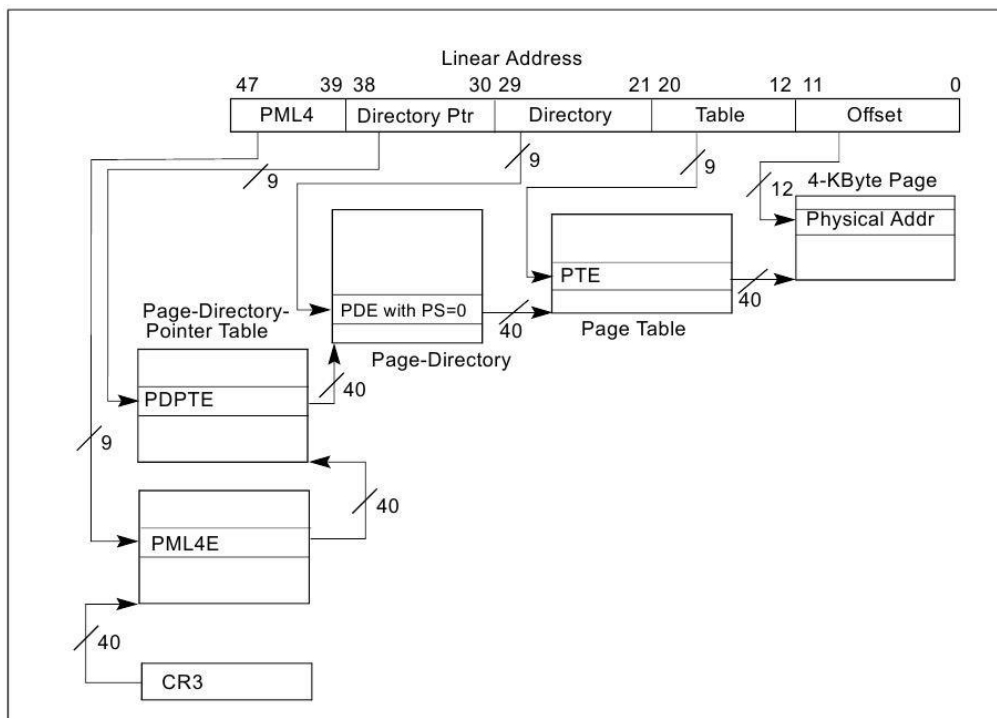 Linear Address
47 39 38 30 29 21 20 12 11 0
PML4 Directory Ptr Directory Table Offset
9 9 9
12 4-KByte Page
Physical Addr
PTE
40
PDE with PS=0
40
Page Table
Page-Directory-
Pointer Table
Page-Directory
40
PDPTE
9
40
PML4E
40
CR3